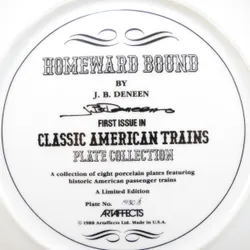 HOMEWARD BOUND
BY
J. B. DENEEN
FIRST ISSUE IN
CLASSIC AMERICAN TRAINS
PLATE COLLECTION
A collection of eight porcelain plates featuring
historic American passenger trains
A Limited Edition
Plate No.
ARTAFFECTS
© 1988 Artaffects Ltd. Made in U.S.A.